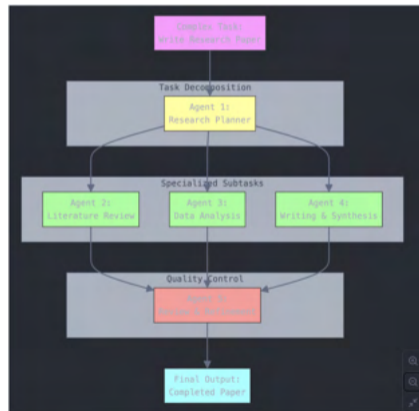 Complex Task:
Write Research Paper
Task Decomposition
Agent 1:
Research Planner
Specialized Subtasks
Agent 2:
Literature Review
Agent 3:
Data Analysis
Agent 4:
Writing & Synthesis
Quality Control
Agent 5:
Final Output:
Completed Paper